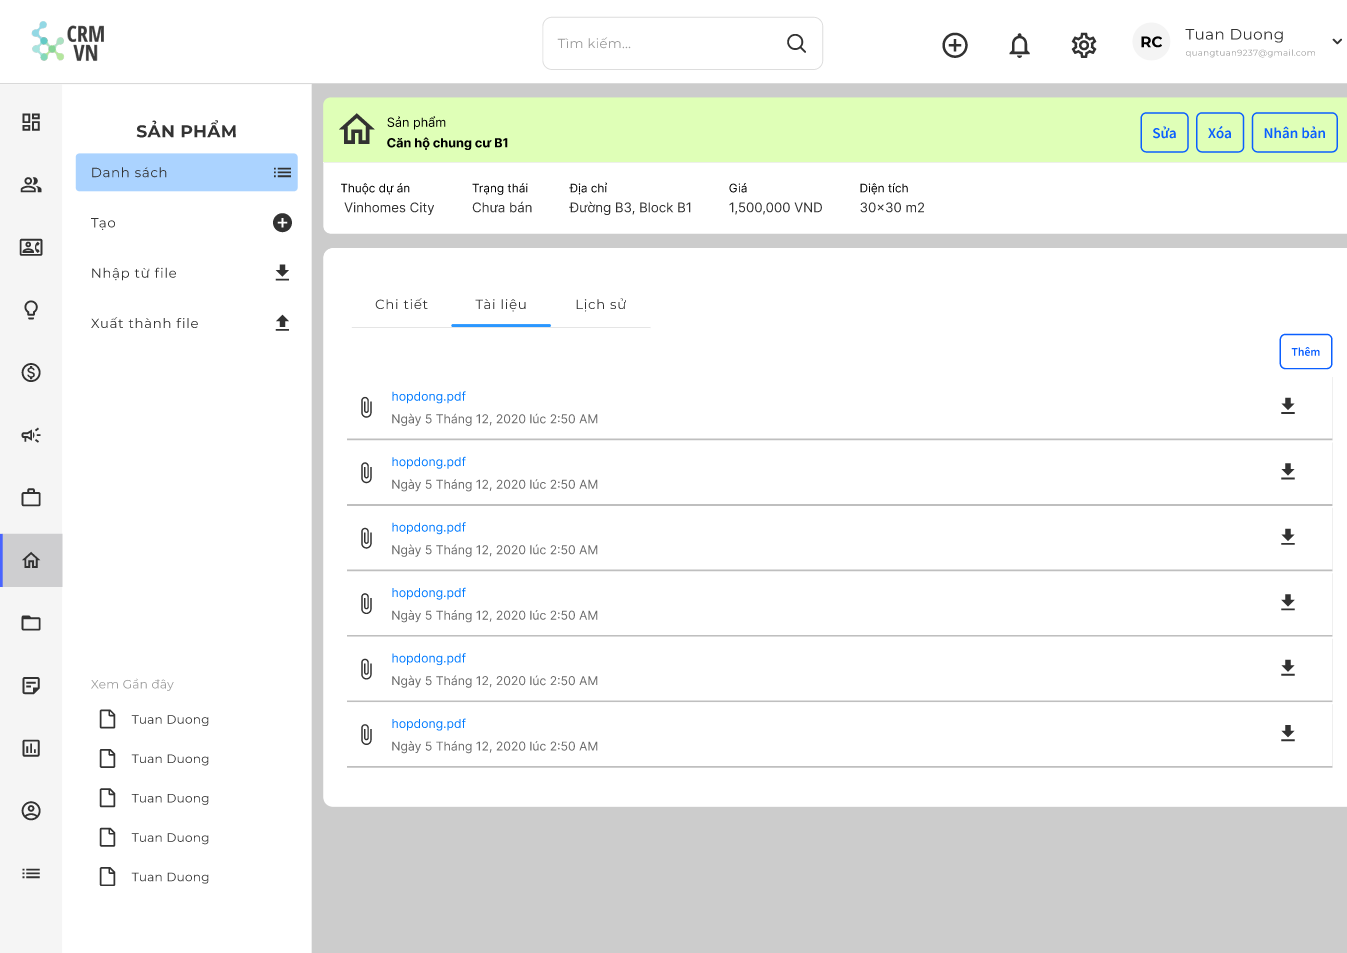 CRM
VN
Tìm kiếm...
RC
Tuan Duong
quangtuan9237@gmail.com
SẢN PHẨM
Danh sách
Tạo
Nhập từ file
Xuất thành file
Xem Gần đây
Tuan Duong
Tuan Duong
Tuan Duong
Tuan Duong
Tuan Duong
Sản phẩm
Căn hộ chung cư B1
Sửa
Xóa
Nhân bản
Thuộc dự án
Vinhomes City
Trạng thái
Chưa bán
Địa chỉ
Đường B3, Block B1
Giá
1,500,000 VND
Diện tích
30x30 m2
Chi tiết
Tài liệu
Lịch sử
Thêm
hopdong.pdf
Ngày 5 Tháng 12, 2020 lúc 2:50 AM
hopdong.pdf
Ngày 5 Tháng 12, 2020 lúc 2:50 AM
hopdong.pdf
Ngày 5 Tháng 12, 2020 lúc 2:50 AM
hopdong.pdf
Ngày 5 Tháng 12, 2020 lúc 2:50 AM
hopdong.pdf
Ngày 5 Tháng 12, 2020 lúc 2:50 AM
hopdong.pdf
Ngày 5 Tháng 12, 2020 lúc 2:50 AM